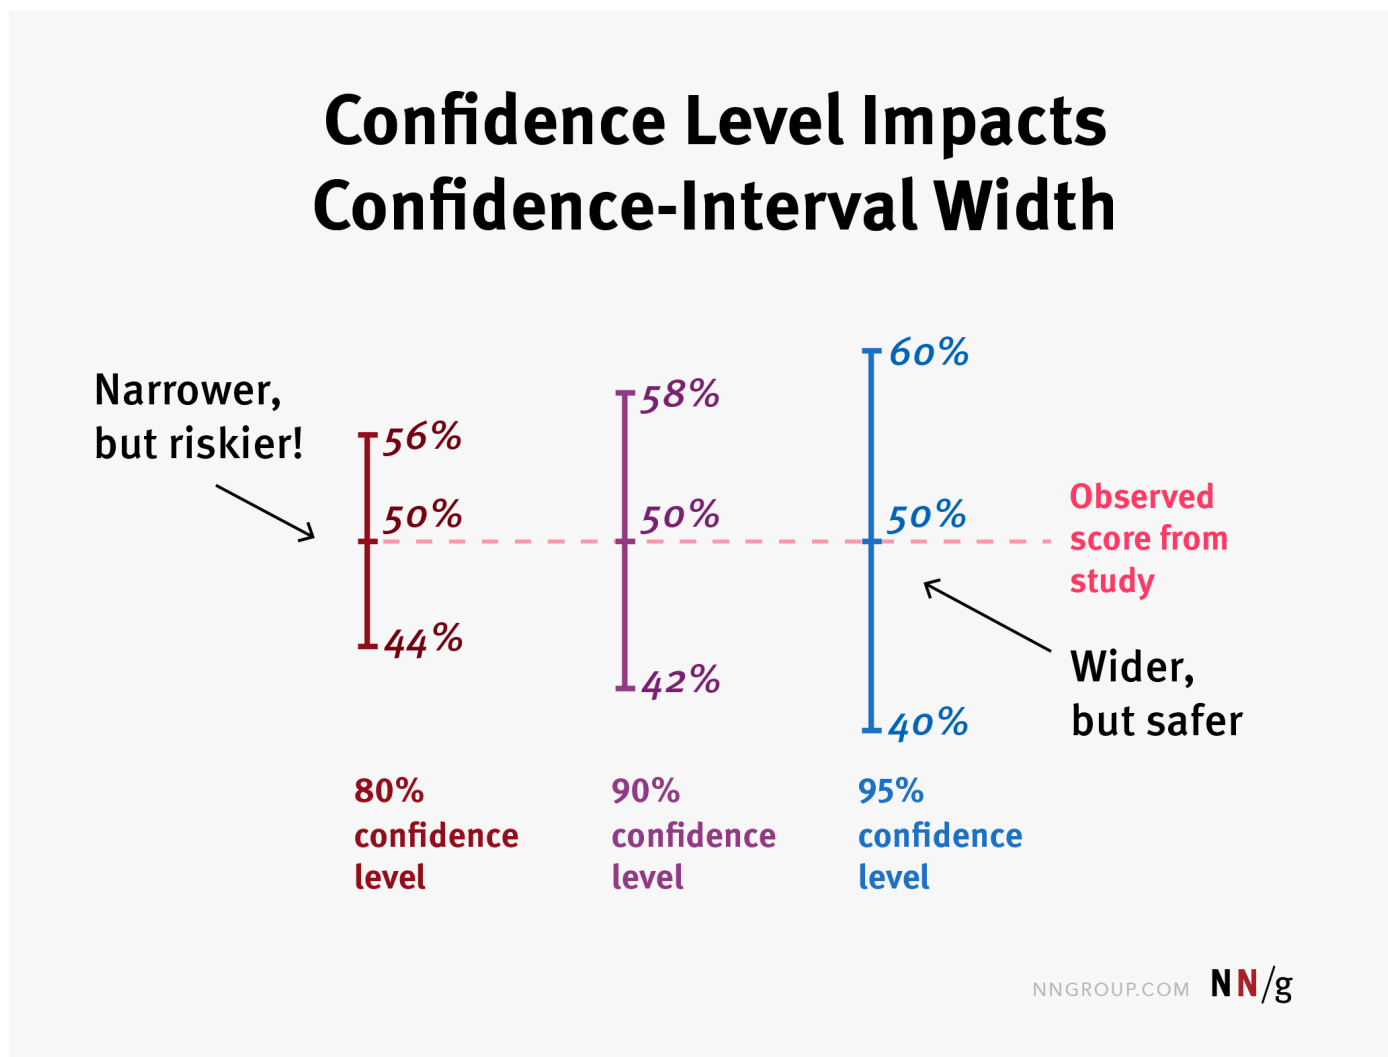 Confidence Level Impacts
Confidence-Interval Width
Narrower,
but riskier!
56%
50%
44%
80%
confidence
level
58%
50%
42%
90%
confidence
level
60%
50%
40%
95%
confidence
level
Observed
score from
study
Wider,
but safer
NNGROUP.COM NN/g